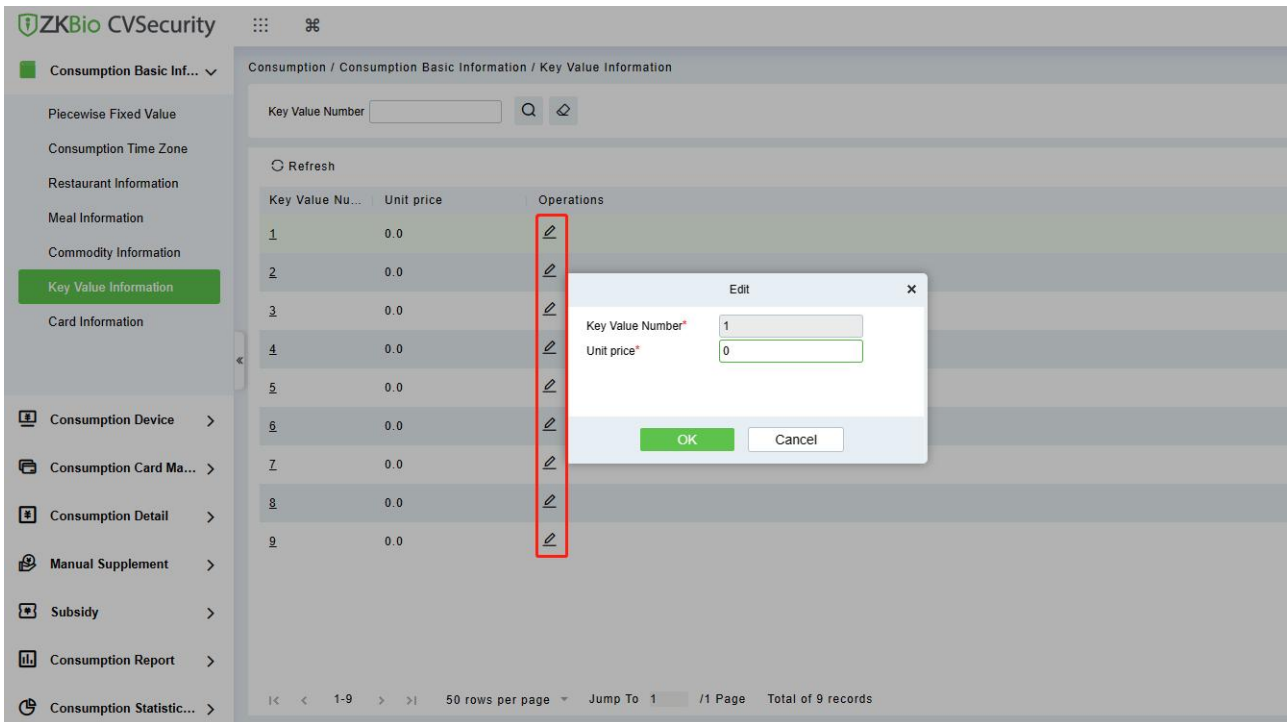 ZKBio CVSecurity
Consumption Basic Inf...
Piecewise Fixed Value
Consumption Time Zone
Restaurant Information
Meal Information
Commodity Information
Key Value Information
Card Information
Consumption Device
Consumption Card Ma...
Consumption Detail
Manual Supplement
Subsidy
Consumption Report
Consumption Statistic...
Consumption / Consumption Basic Information / Key Value Information
Key Value Number
Refresh
Key Value Nu... Unit price Operations
1 0.0
2 0.0
3 0.0
4 0.0
5 0.0
6 0.0
7 0.0
8 0.0
9 0.0
Edit
Key Value Number* 1
Unit price* 0
OK Cancel
1-9 50 rows per page Jump To 1 /1 Page Total of 9 records